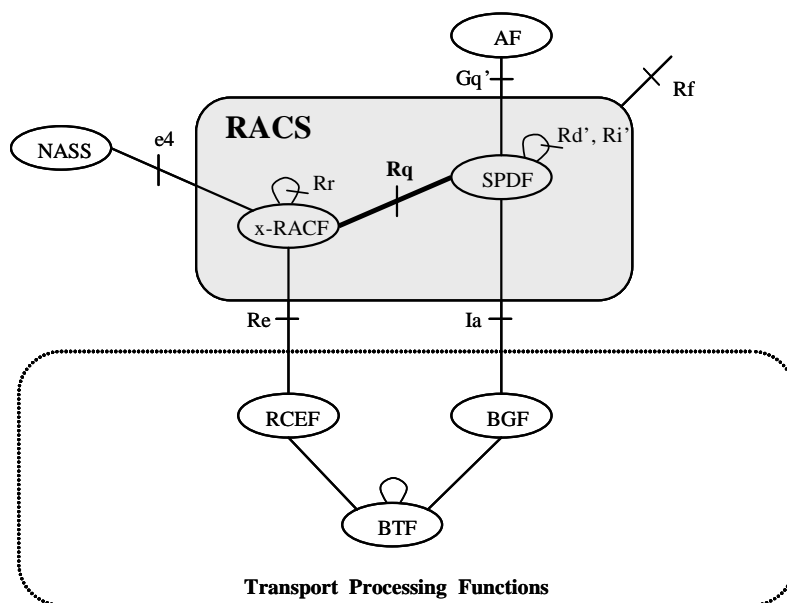 AF
Gq’
Rf
RACS
e4
NASS
Rd’, Ri’
Rq
Rr
SPDF
x-RACF
Re
Ia
RCEF
BGF
BTF
Transport Processing Functions